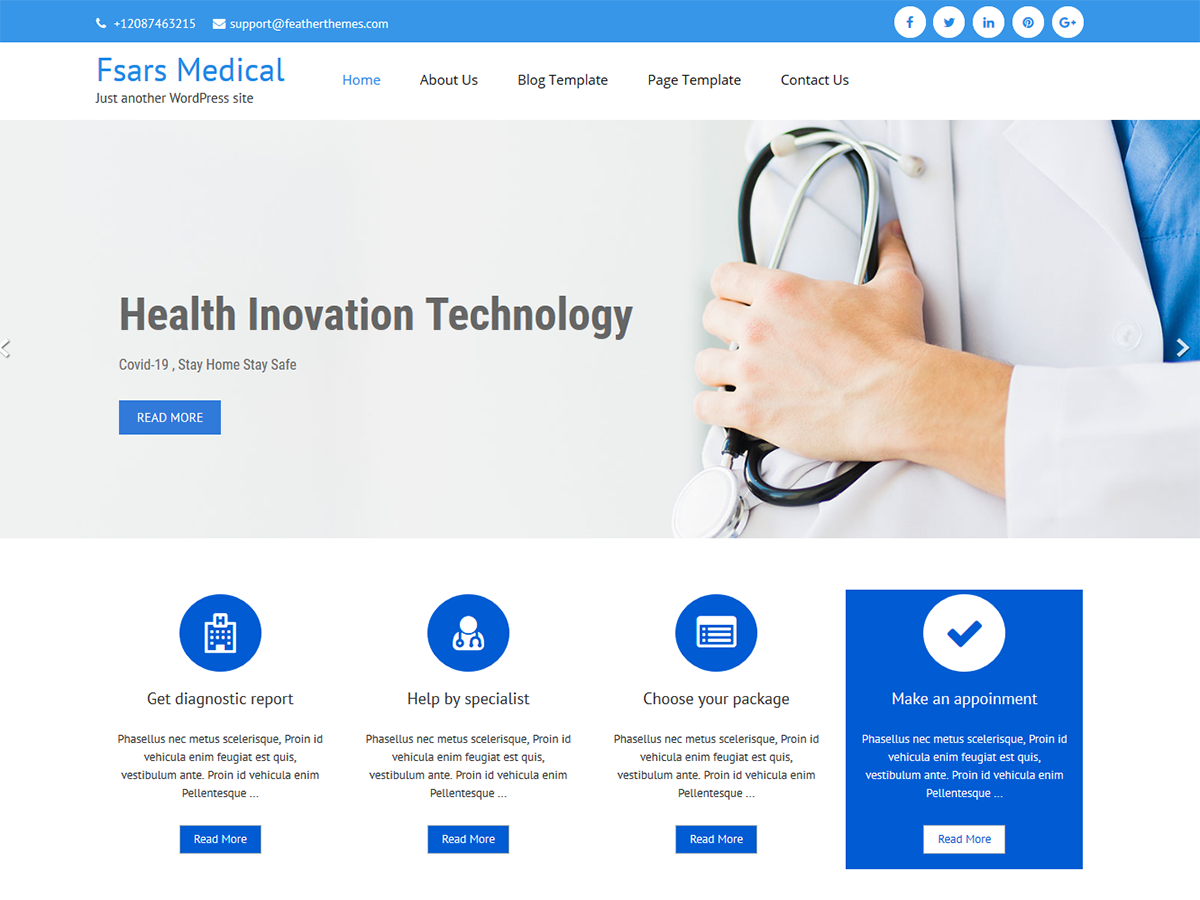 +12087463215 support@featherthemes.com
Fsars Medical
Just another WordPress site
Home About Us Blog Template Page Template Contact Us
Health Inovation Technology
Covid-19 , Stay Home Stay Safe
READ MORE
Get diagnostic report
Phasellus nec metus scelerisque, Proin id
vehicula enim feugiat est quis,
vestibulum ante. Proin id vehicula enim
Pellentesque ...
Read More
Help by specialist
Phasellus nec metus scelerisque, Proin id
vehicula enim feugiat est quis,
vestibulum ante. Proin id vehicula enim
Pellentesque ...
Read More
Choose your package
Phasellus nec metus scelerisque, Proin id
vehicula enim feugiat est quis,
vestibulum ante. Proin id vehicula enim
Pellentesque ...
Read More
Make an appoinment
Phasellus nec metus scelerisque, Proin id
vehicula enim feugiat est quis,
vestibulum ante. Proin id vehicula enim
Pellentesque ...
Read More